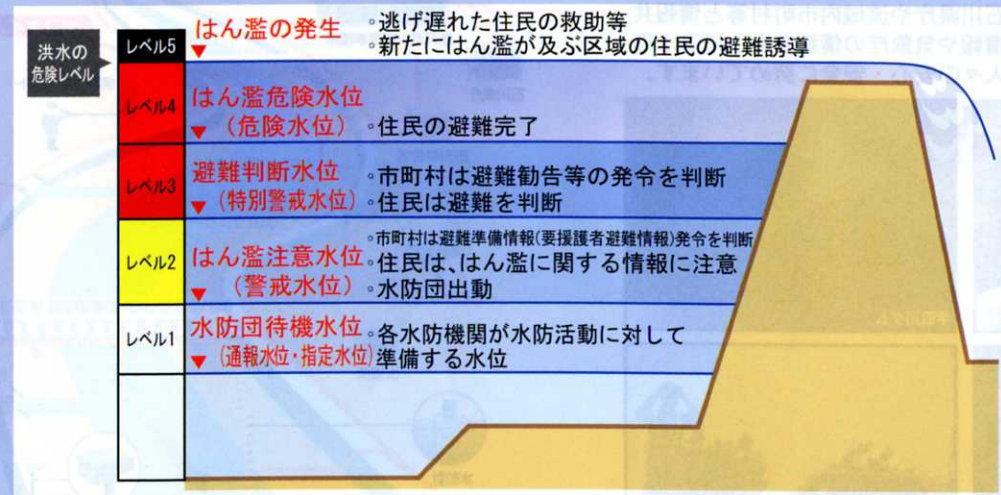 洪水の
危険レベル
レベル5
はん濫の発生
▼
◦逃げ遅れた住民の救助等
◦新たにはん濫が及ぶ区域の住民の避難誘導
レベル4
はん濫危険水位
▼（危険水位）
◦住民の避難完了
レベル3
避難判断水位
▼（特別警戒水位）
◦市町村は避難勧告等の発令を判断
◦住民は避難を判断
レベル2
はん濫注意水位
▼（警戒水位）
◦市町村は避難準備情報(要援護者避難情報)発令を判断
◦住民は、はん濫に関する情報に注意
◦水防団出動
レベル1
水防団待機水位
▼（通報水位・指定水位）
◦各水防機関が水防活動に対して
準備する水位